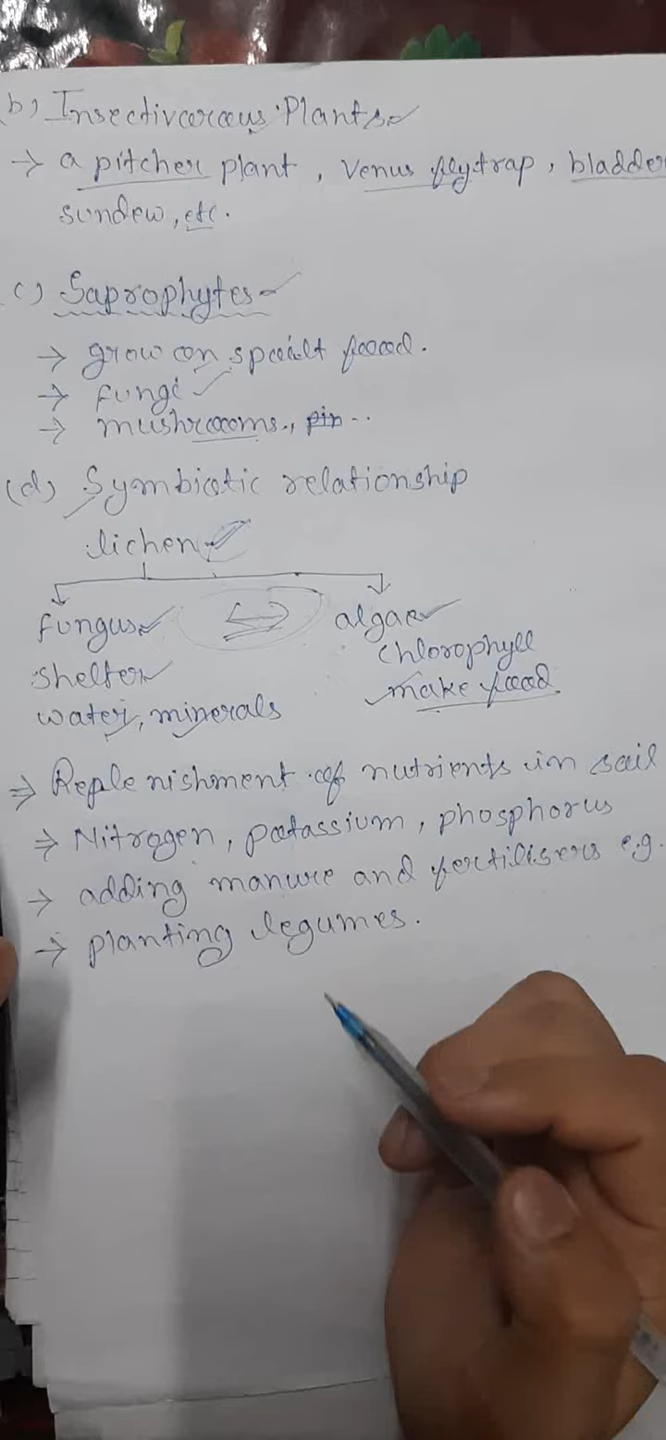 b) Insectivorous Plants
→ a pitcher plant, Venus flytrap, bladder
sundew, etc.
c) Saprophytes
→ grow on spoilt food.
→ fungi
→ mushrooms., pin..
(d) Symbiotic relationship
lichen
fungus ⇔ algae
chlorophyll
shelter
make food.
water, minerals
⇒ Replenishment of nutrients in soil
⇒ Nitrogen, potassium, phosphorus
→ adding manure and fertilisers e.g.
→ planting legumes.